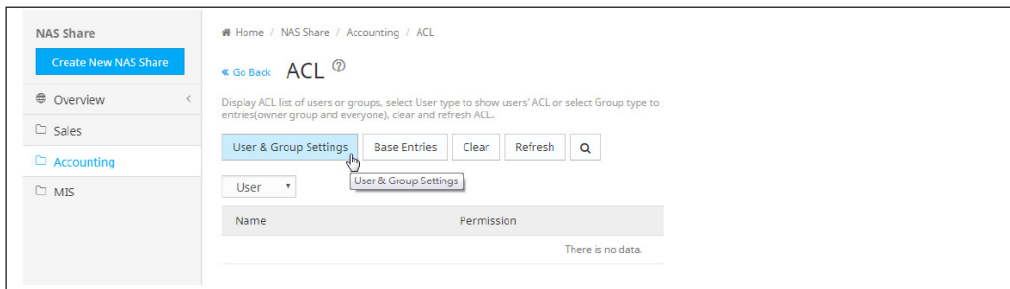 NAS Share
Create New NAS Share
Overview
Sales
Accounting
MIS
Home / NAS Share / Accounting / ACL
Go Back ACL
Display ACL list of users or groups, select User type to show users' ACL or select Group type to
entries(owner group and everyone), clear and refresh ACL.
User & Group Settings Base Entries Clear Refresh
User & Group Settings
User
Name Permission
There is no data.